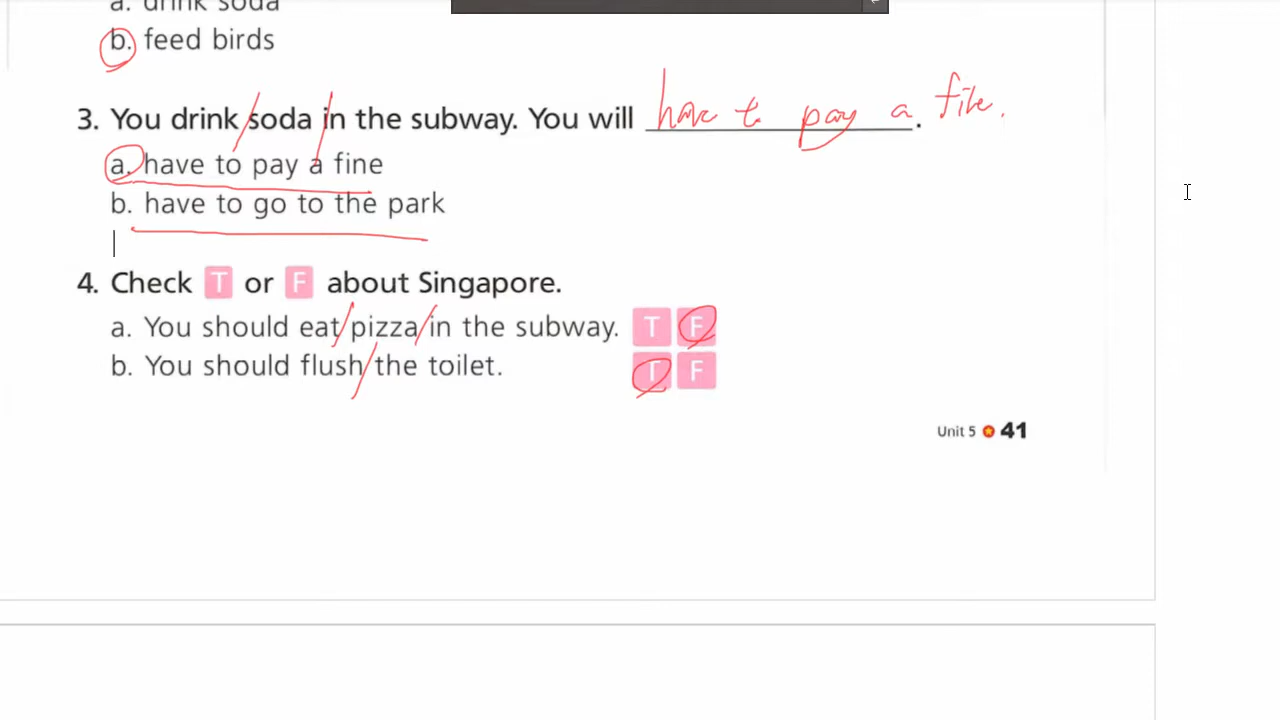 a. drink soda
b. feed birds
3. You drink soda in the subway. You will have to pay a fine.
a. have to pay a fine
b. have to go to the park
4. Check T or F about Singapore.
a. You should eat pizza in the subway. T F
b. You should flush the toilet. T F
Unit 5 41